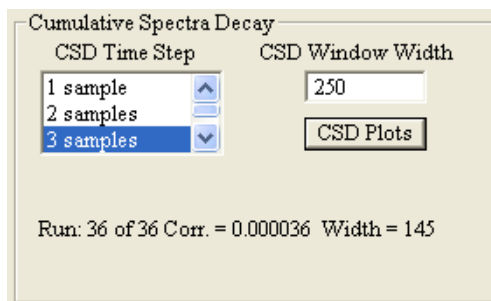 Cumulative Spectra Decay
CSD Time Step
CSD Window Width
1 sample
2 samples
3 samples
250
CSD Plots
Run: 36 of 36 Corr. = 0.000036 Width = 145